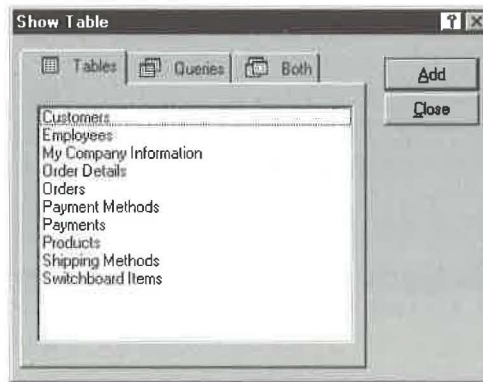 Show Table
Tables Queries Both
Add
Close
Customers
Employees
My Company Information
Order Details
Orders
Payment Methods
Payments
Products
Shipping Methods
Switchboard Items